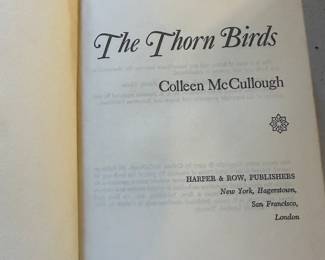 The Thorn Birds
Colleen McCullough
HARPER & ROW, PUBLISHERS
New York, Hagerstown,
San Francisco,
London